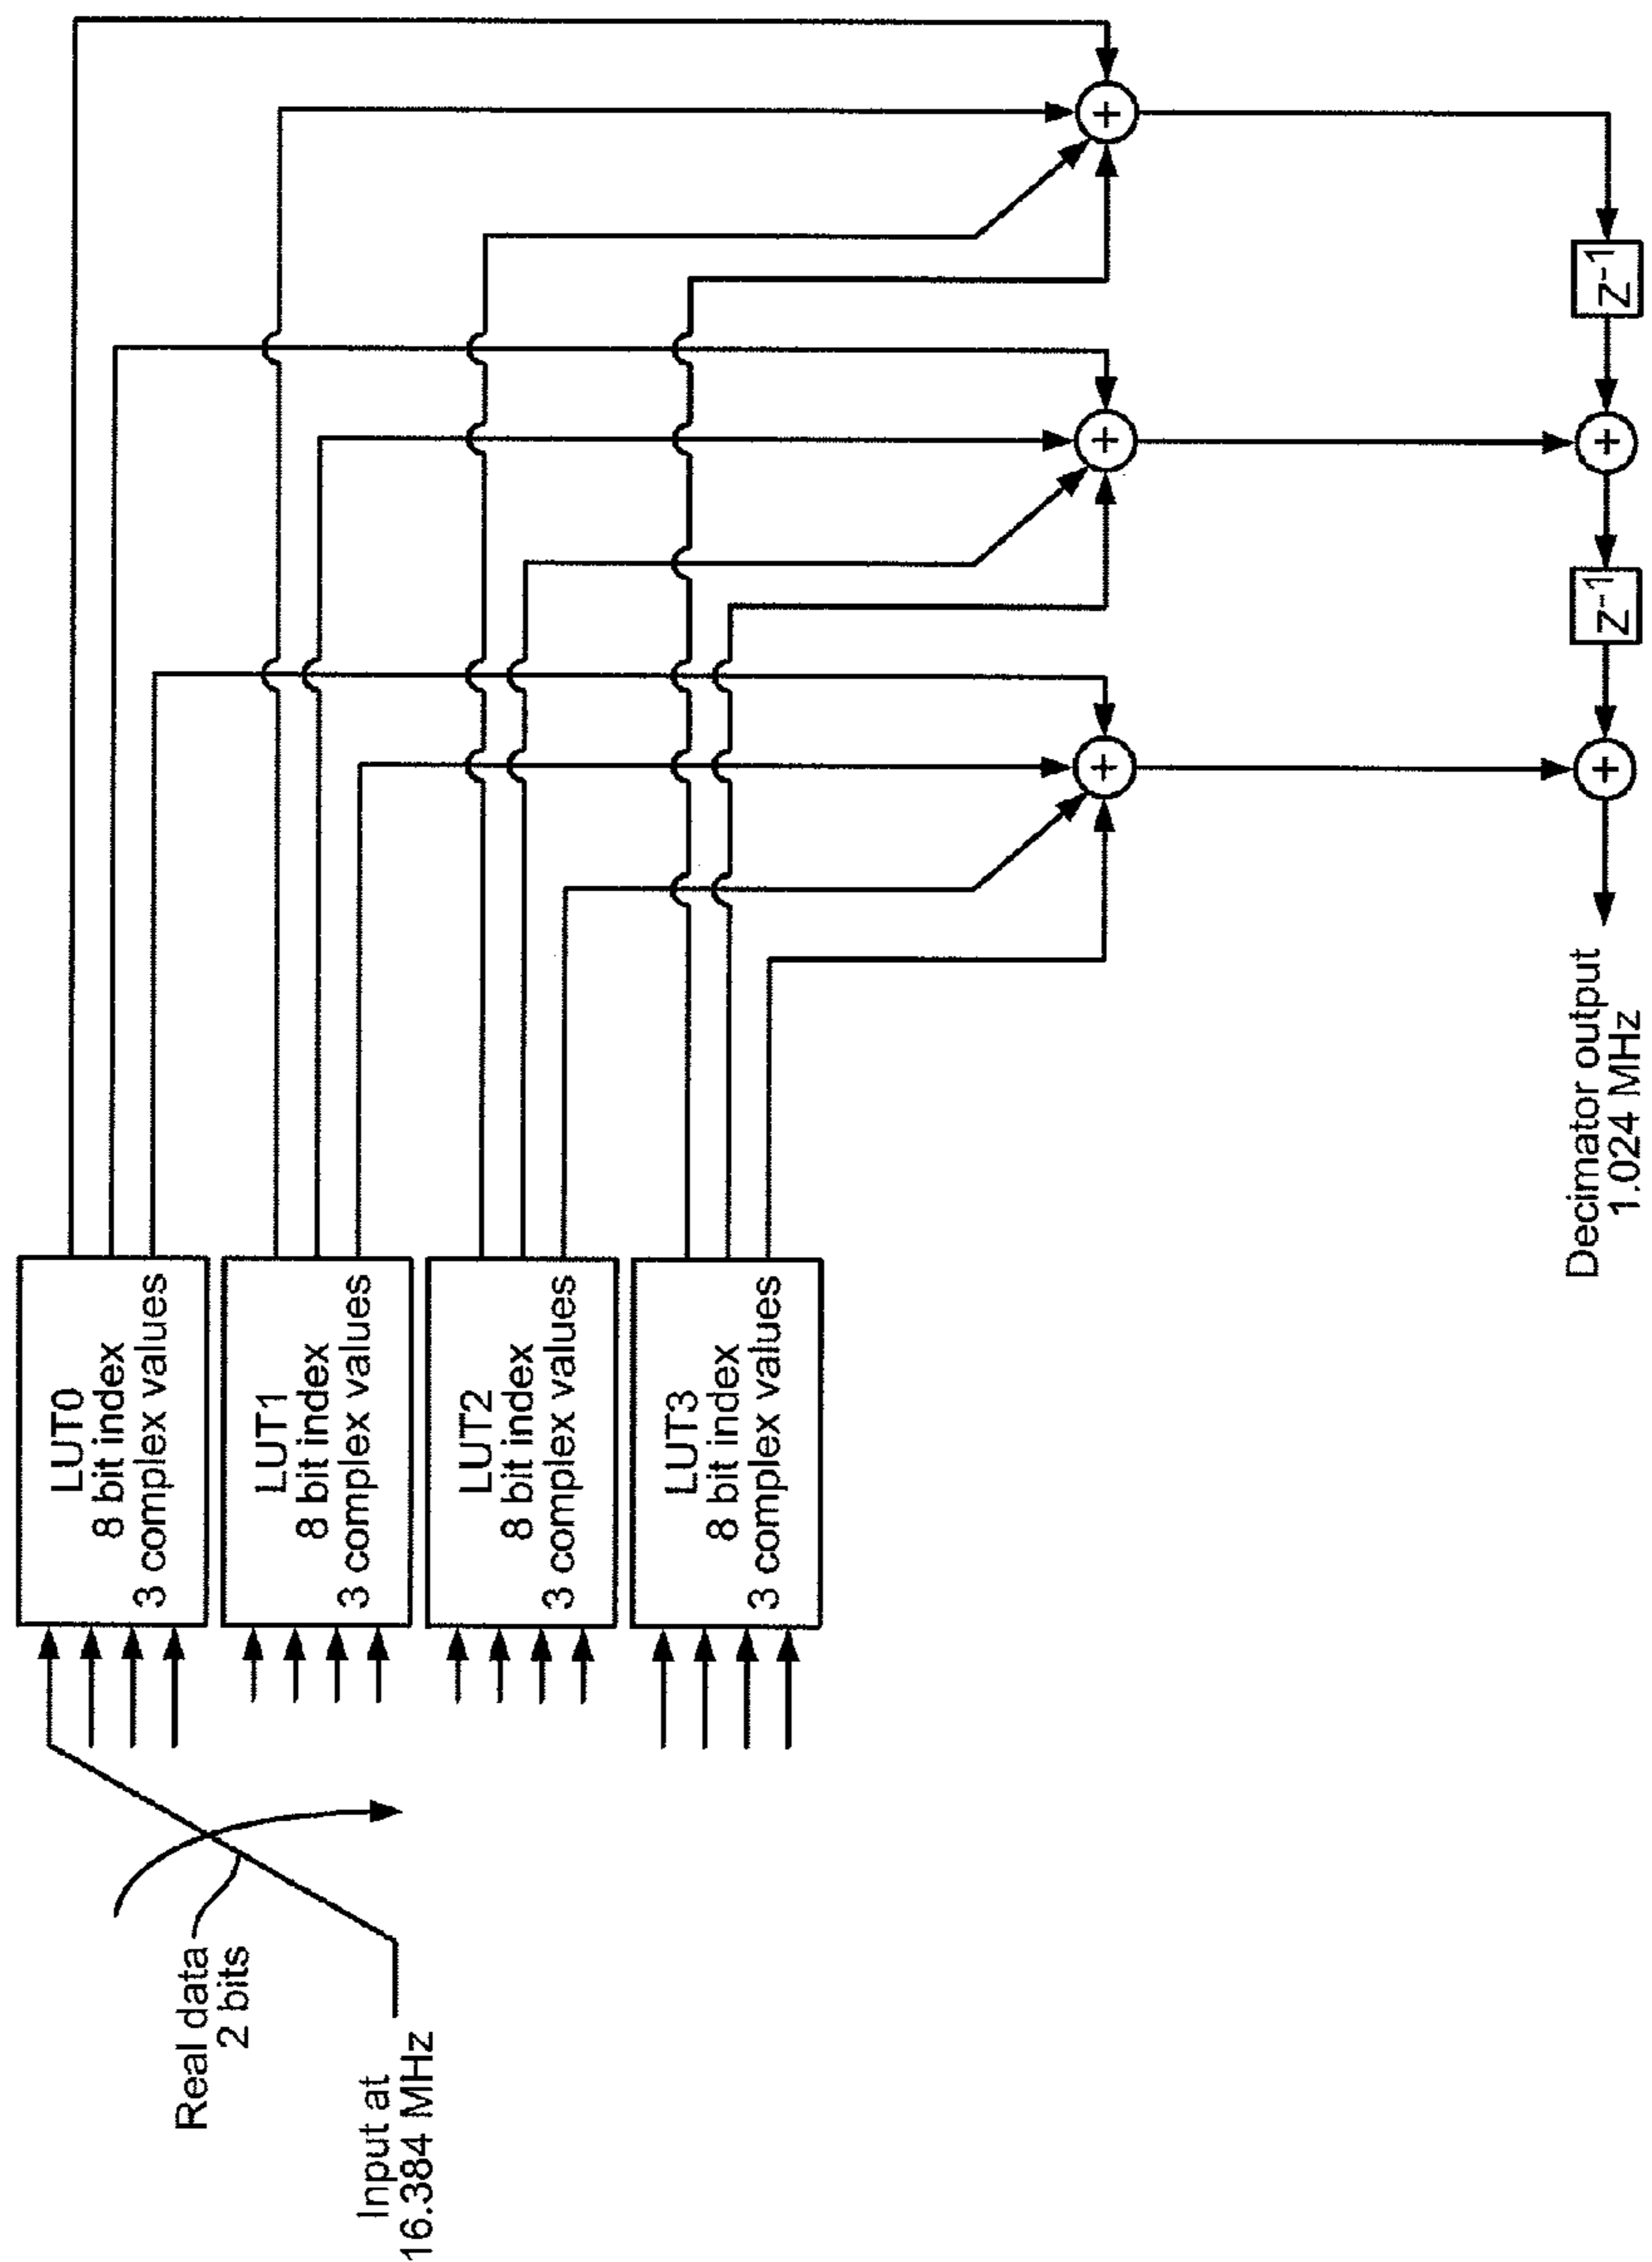 Input at
16.384 MHz
Real data
2 bits
LUT0
8 bit index
3 complex values
LUT1
8 bit index
3 complex values
LUT2
8 bit index
3 complex values
LUT3
8 bit index
3 complex values
+
+
+
z⁻¹
+
z⁻¹
+
Decimator output
1.024 MHz